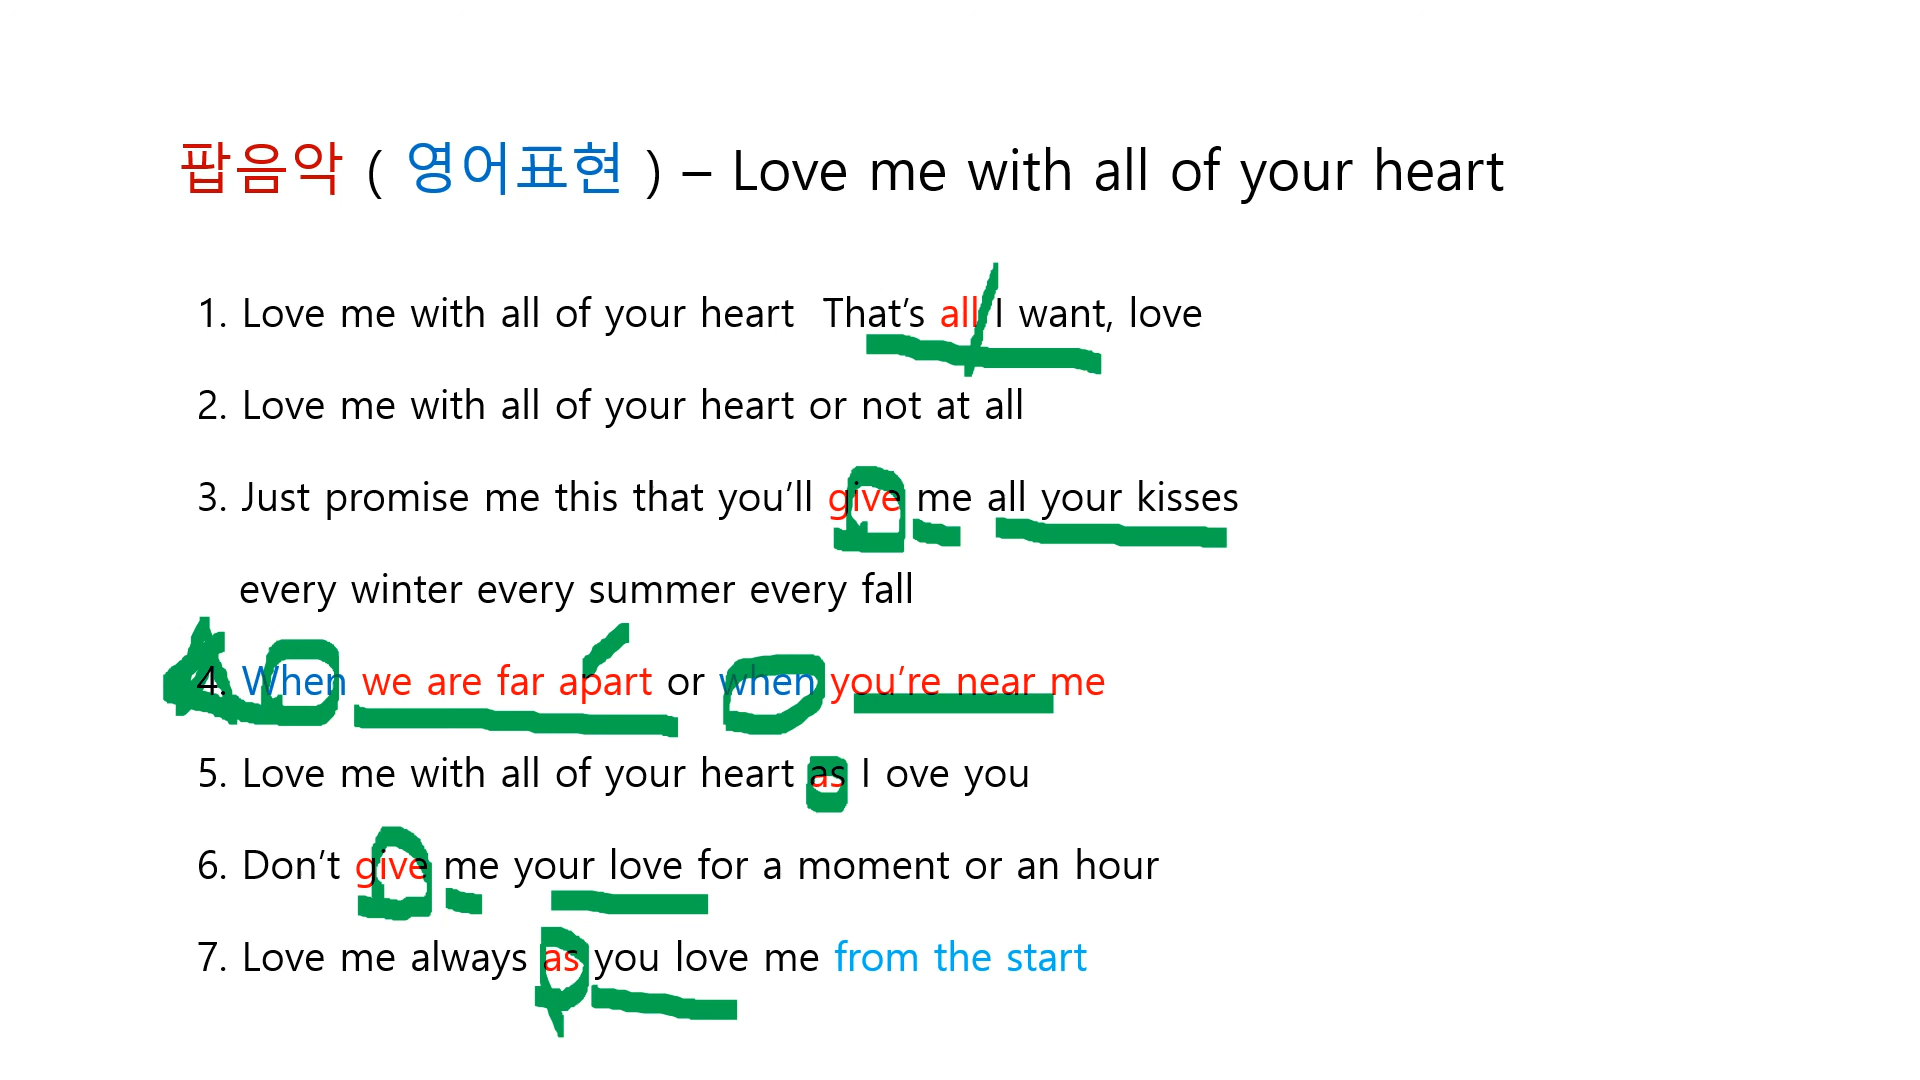 팝음악 ( 영어표현 ) – Love me with all of your heart
1. Love me with all of your heart  That’s all I want, love
2. Love me with all of your heart or not at all
3. Just promise me this that you’ll give me all your kisses
every winter every summer every fall
4. When we are far apart or when you’re near me
5. Love me with all of your heart as I ove you
6. Don’t give me your love for a moment or an hour
7. Love me always as you love me from the start